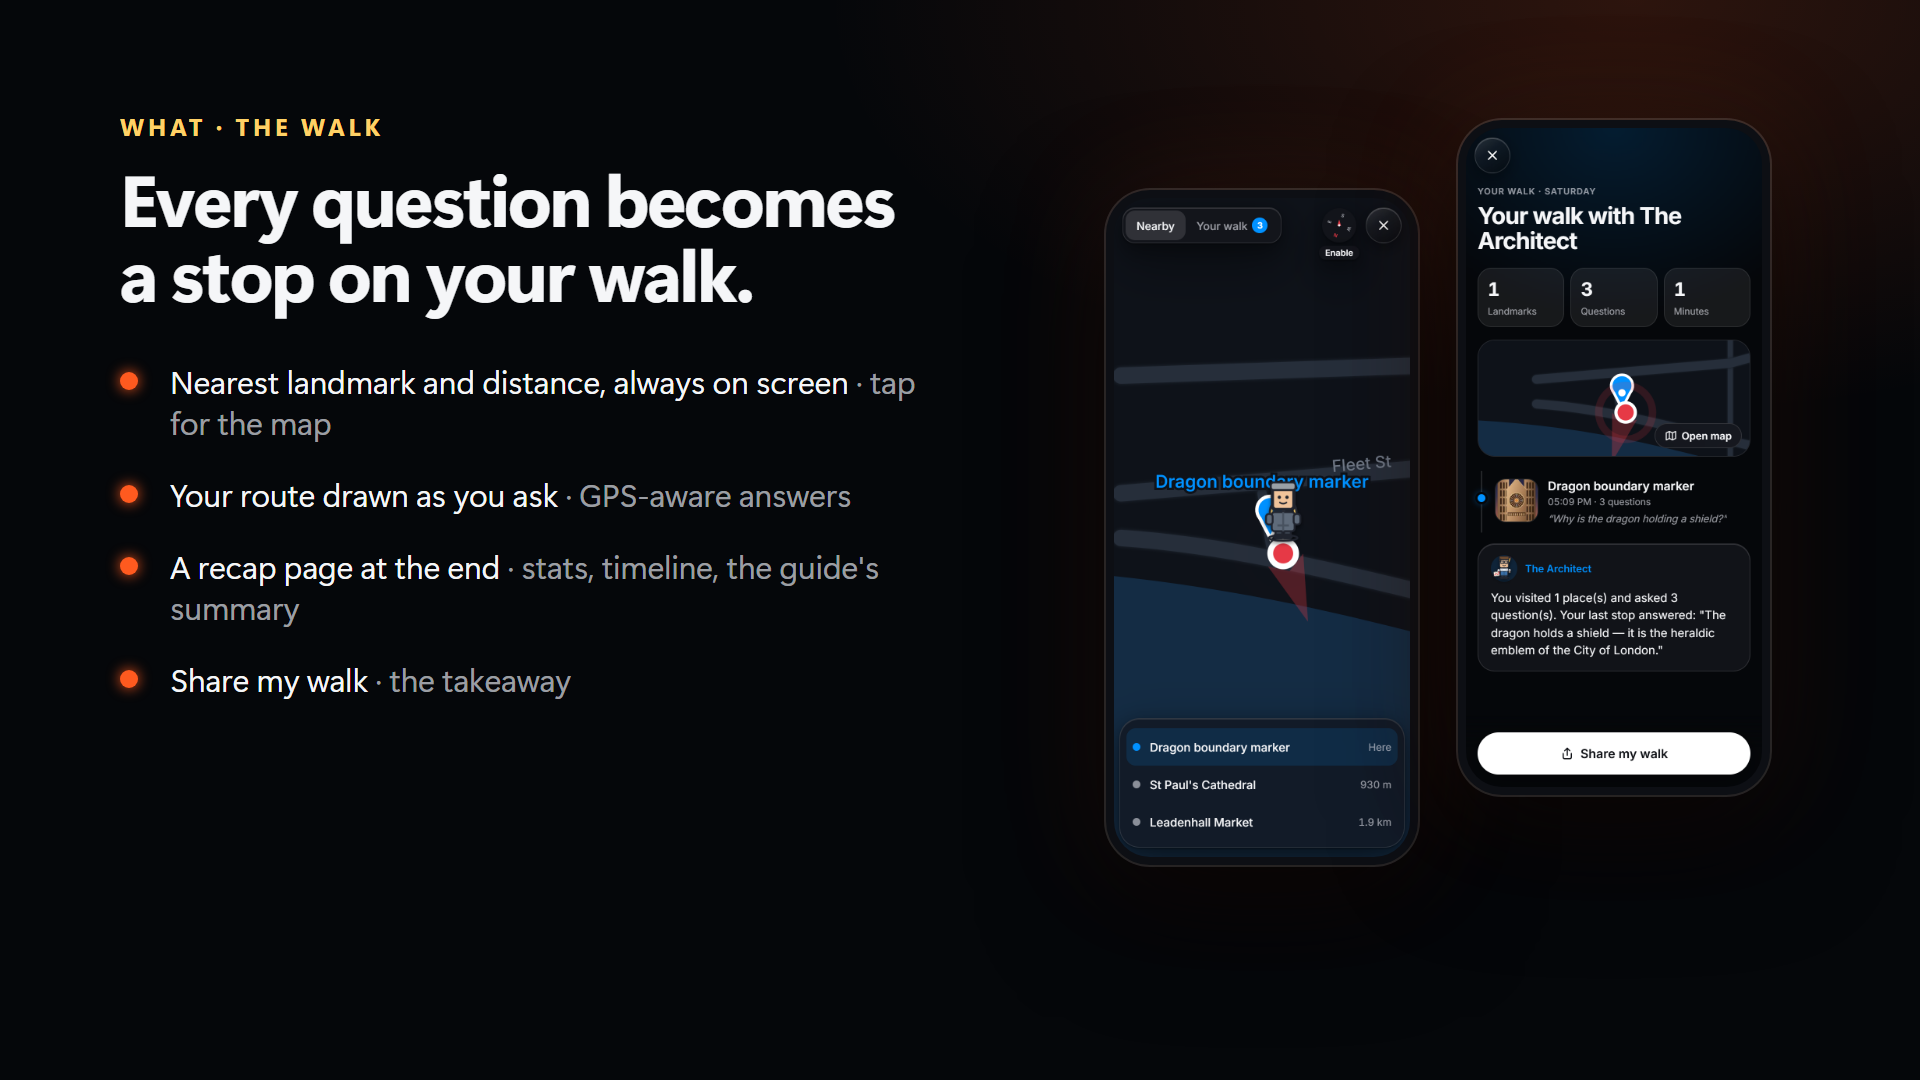 WHAT · THE WALK
Every question becomes
a stop on your walk.
Nearest landmark and distance, always on screen · tap
for the map
Your route drawn as you ask · GPS-aware answers
A recap page at the end · stats, timeline, the guide's
summary
Share my walk · the takeaway
Nearby
Your walk 3
Enable
Fleet St
Dragon boundary marker
Dragon boundary marker Here
St Paul's Cathedral 930 m
Leadenhall Market 1.9 km
YOUR WALK · SATURDAY
Your walk with The
Architect
1 3 1
Landmarks Questions Minutes
Open map
Dragon boundary marker
05:09 PM · 3 questions
"Why is the dragon holding a shield?"
The Architect
You visited 1 place(s) and asked 3
question(s). Your last stop answered: "The
dragon holds a shield — it is the heraldic
emblem of the City of London."
Share my walk